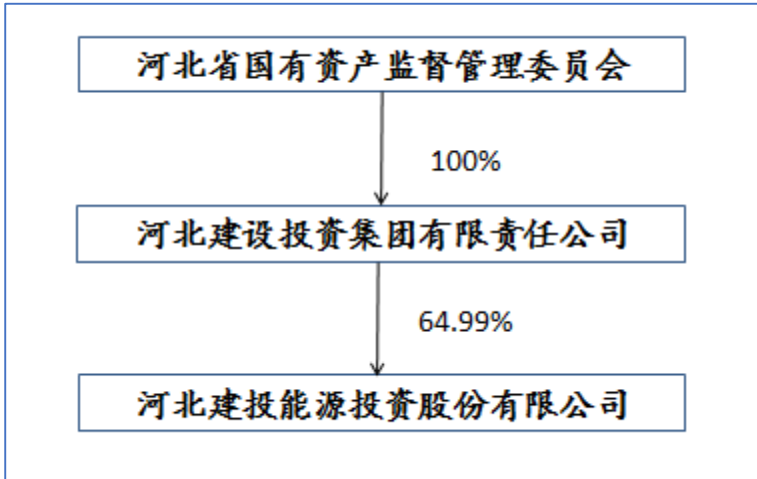 河北省国有资产监督管理委员会
100%
河北建设投资集团有限责任公司
64.99%
河北建投能源投资股份有限公司